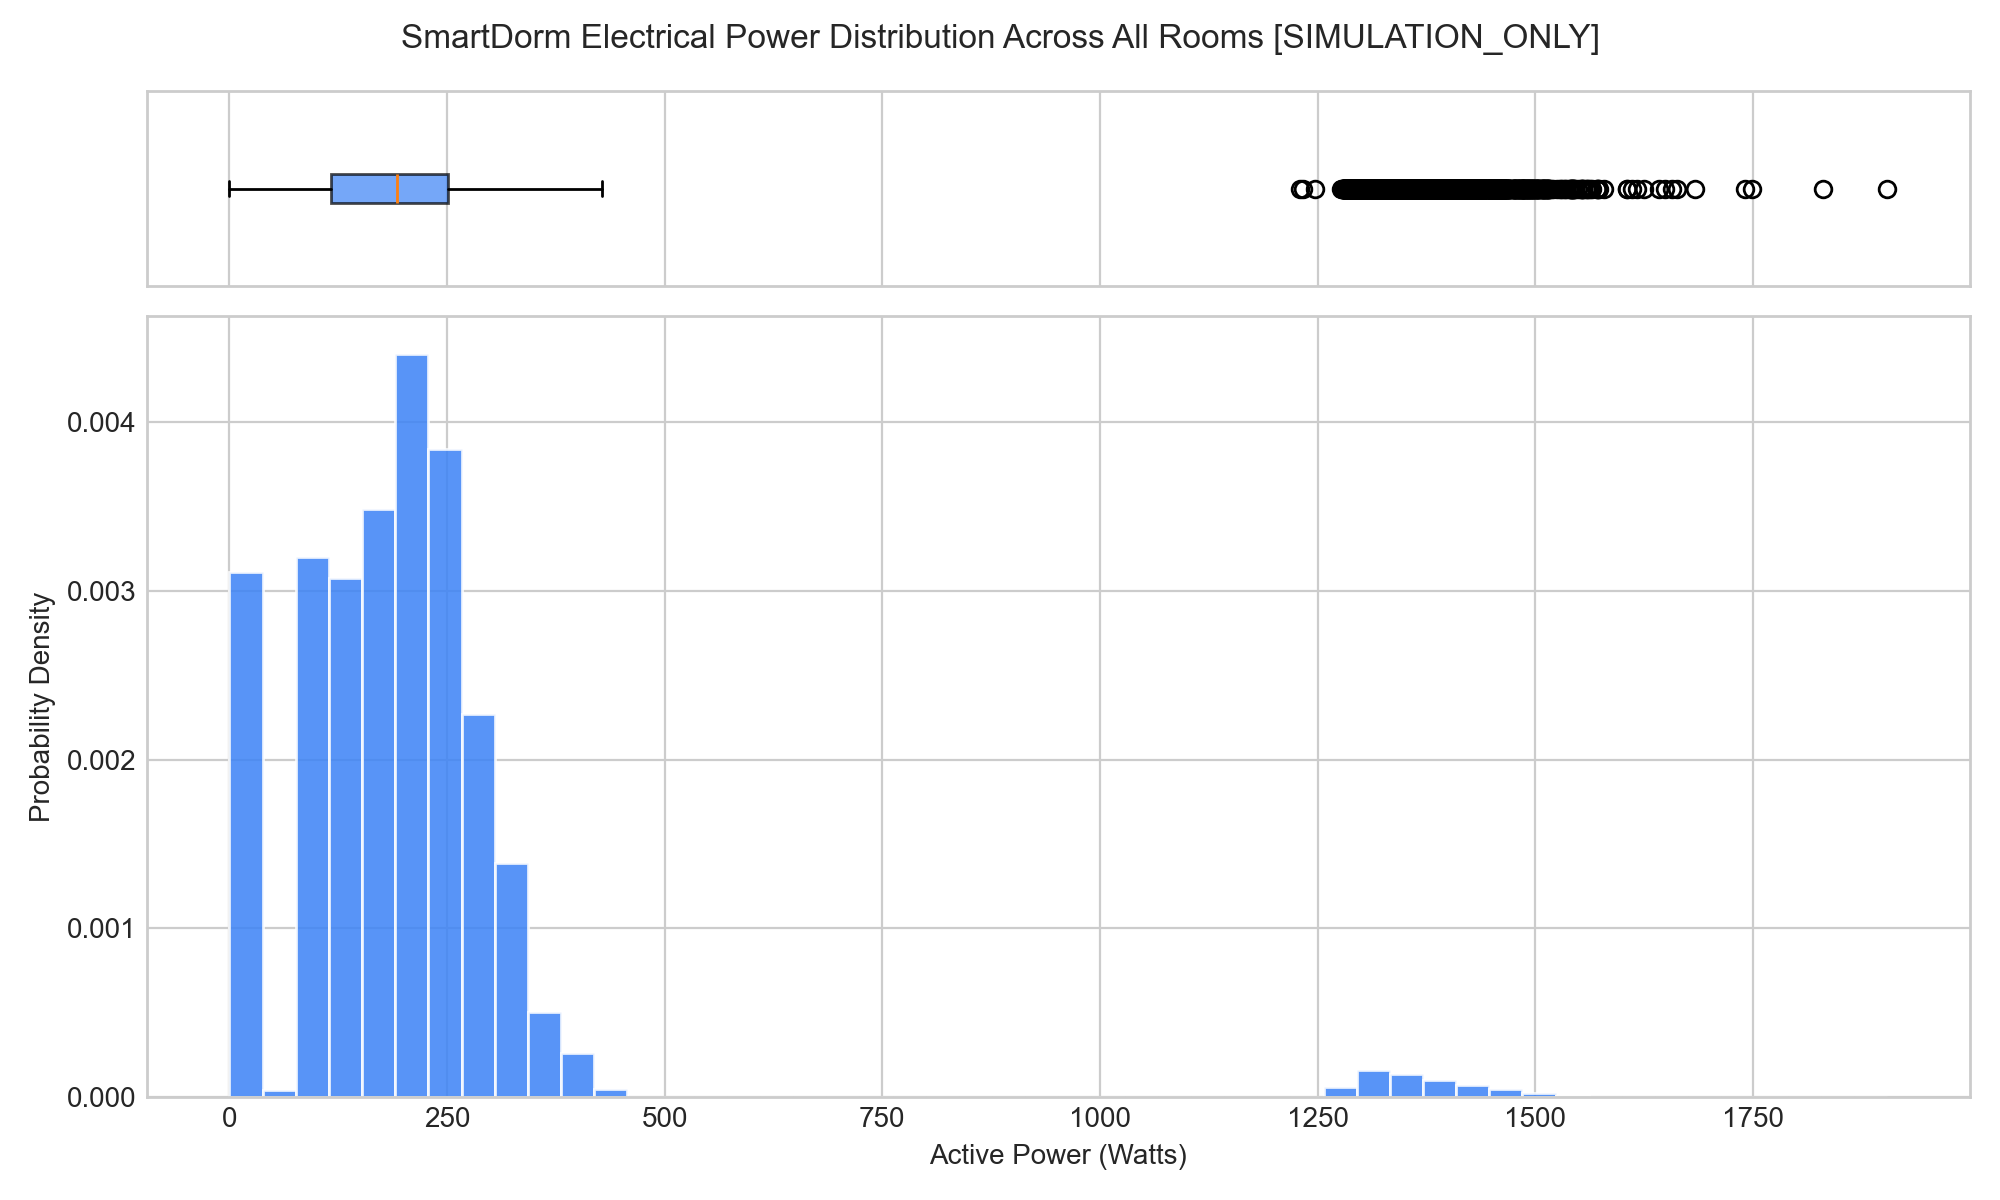 SmartDorm Electrical Power Distribution Across All Rooms [SIMULATION_ONLY]
Probability Density
0.004
0.003
0.002
0.001
0.000
0 250 500 750 1000 1250 1500 1750
Active Power (Watts)